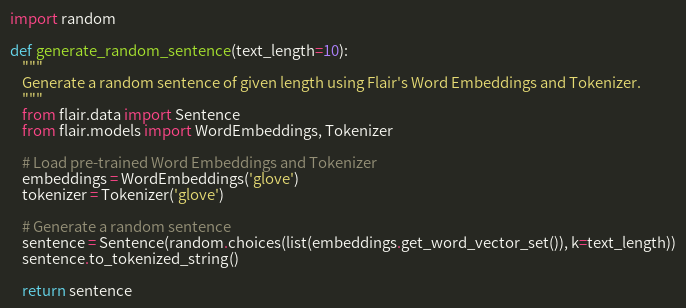 import random
def generate_random_sentence(text_length=10):
"""
Generate a random sentence of given length using Flair's Word Embeddings and Tokenizer.
"""
from flair.data import Sentence
from flair.models import WordEmbeddings, Tokenizer
# Load pre-trained Word Embeddings and Tokenizer
embeddings = WordEmbeddings('glove')
tokenizer = Tokenizer('glove')
# Generate a random sentence
sentence = Sentence(random.choices(list(embeddings.get_word_vector_set()), k=text_length))
sentence.to_tokenized_string()
return sentence